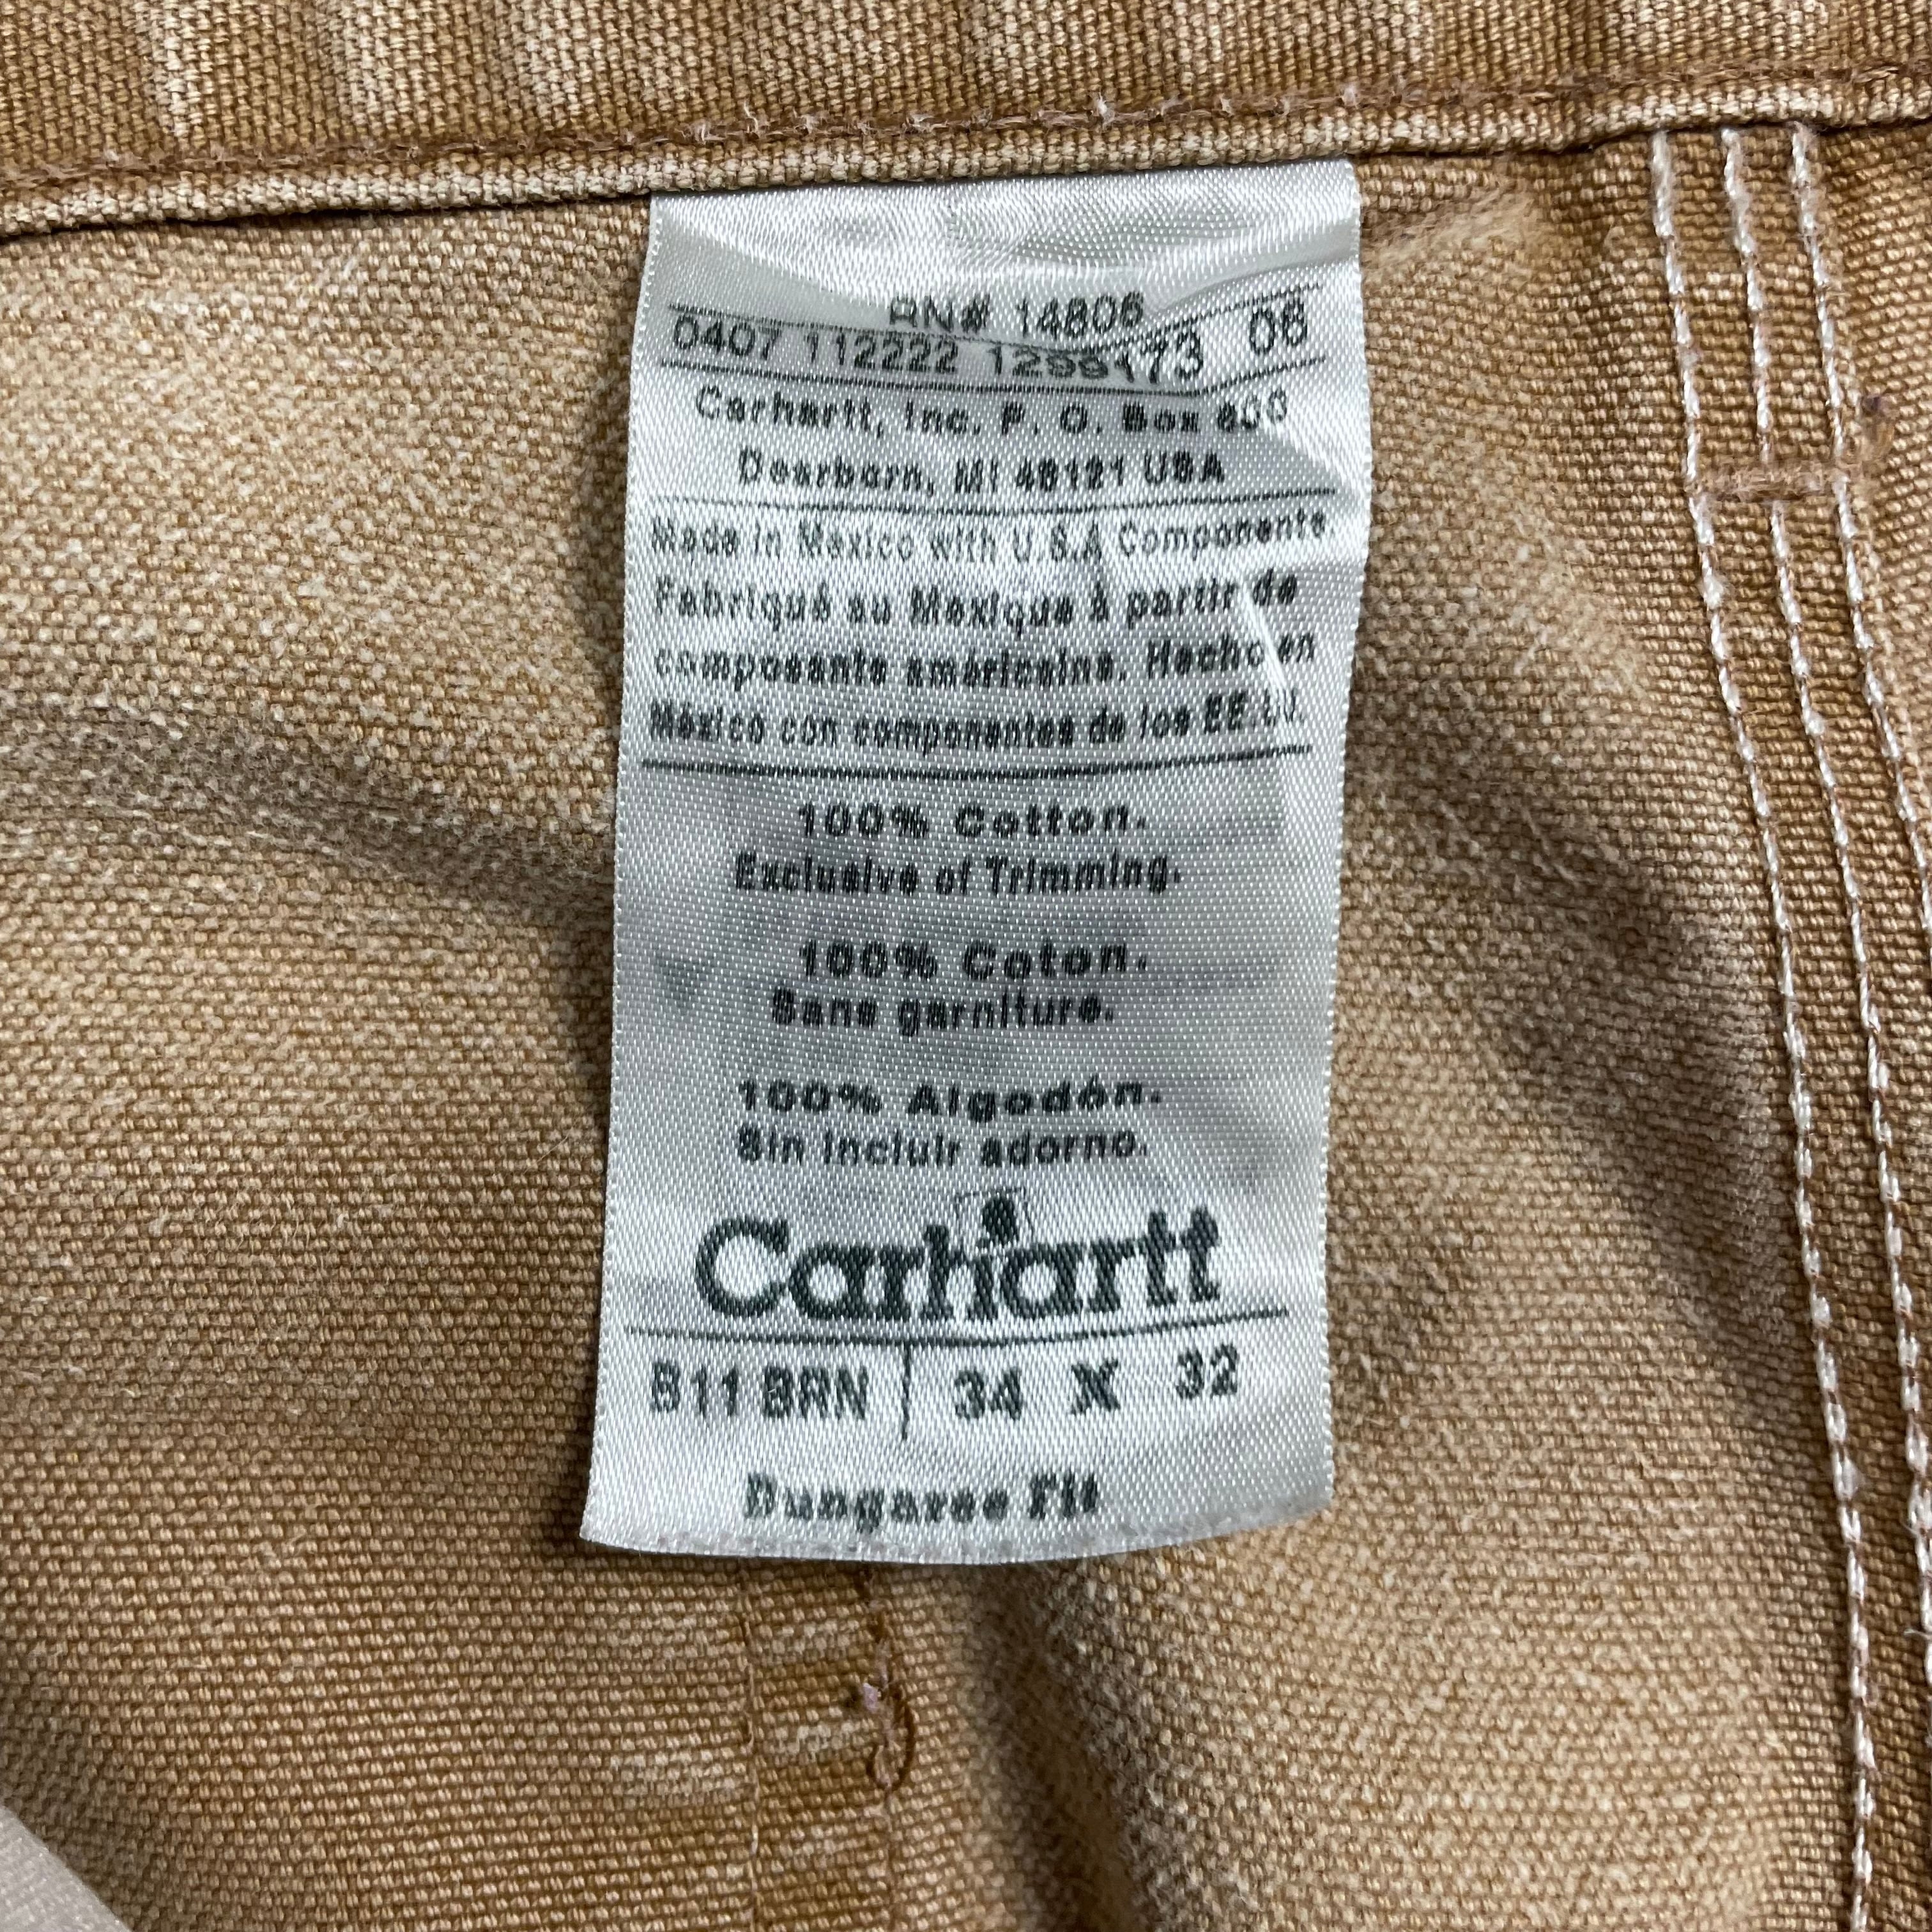 RN# 14806
0407 112222 1299173 06
Carhartt, Inc. P. O. Box 600
Dearborn, MI 48121 USA
Made in Mexico with U.S.A Components
Fabriqué au Mexique à partir de
composants américains. Hecho en
México con componentes de los EE.UU.
100% Cotton.
Exclusive of Trimming.
100% Coton.
Sans garniture.
100% Algodón.
Sin incluir adorno.
Carhartt
B11 BRN 34 X 32
Dungaree Fit